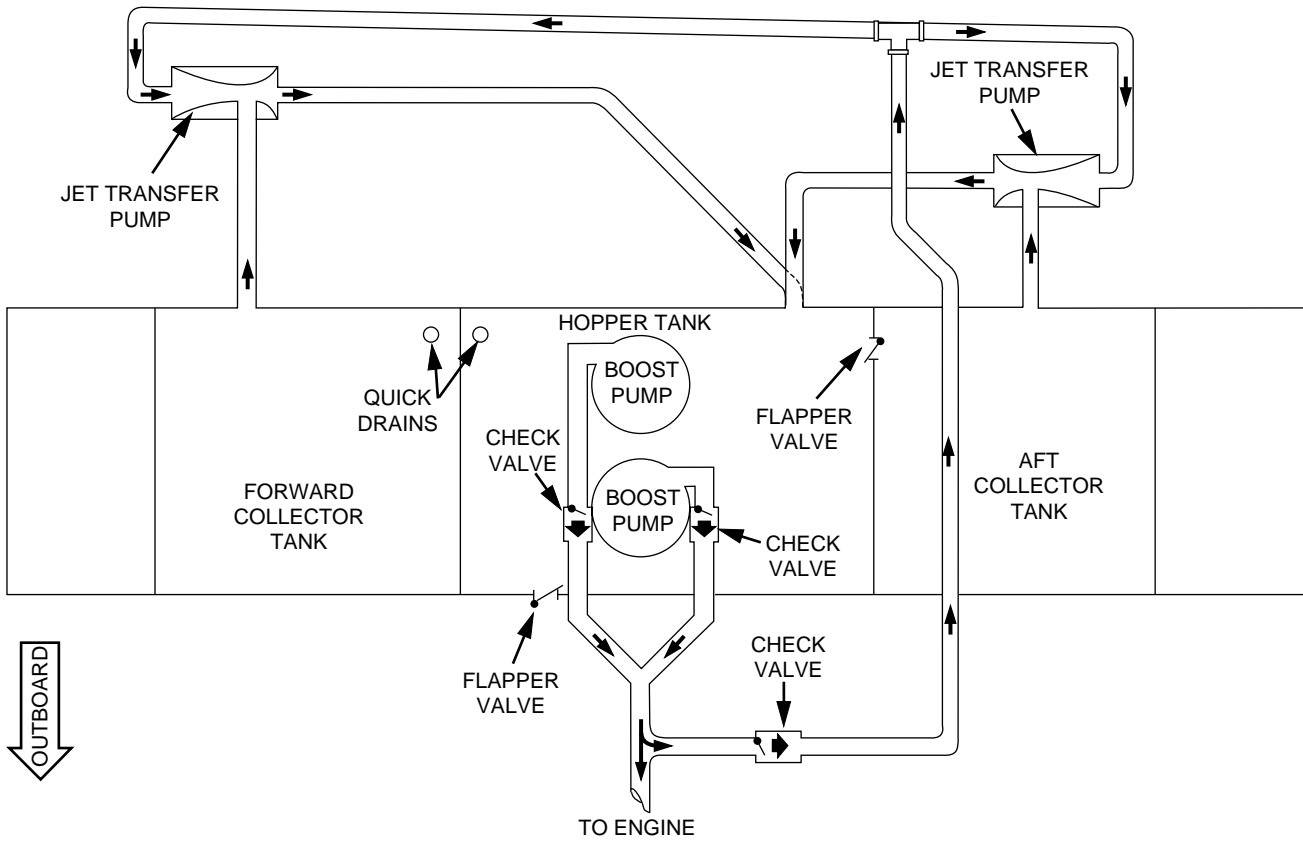 JET TRANSFER
PUMP
JET TRANSFER
PUMP
HOPPER TANK
BOOST
PUMP
QUICK
DRAINS
FLAPPER
VALVE
CHECK
VALVE
FORWARD
COLLECTOR
TANK
BOOST
PUMP
AFT
COLLECTOR
TANK
CHECK
VALVE
CHECK
VALVE
FLAPPER
VALVE
OUTBOARD
TO ENGINE